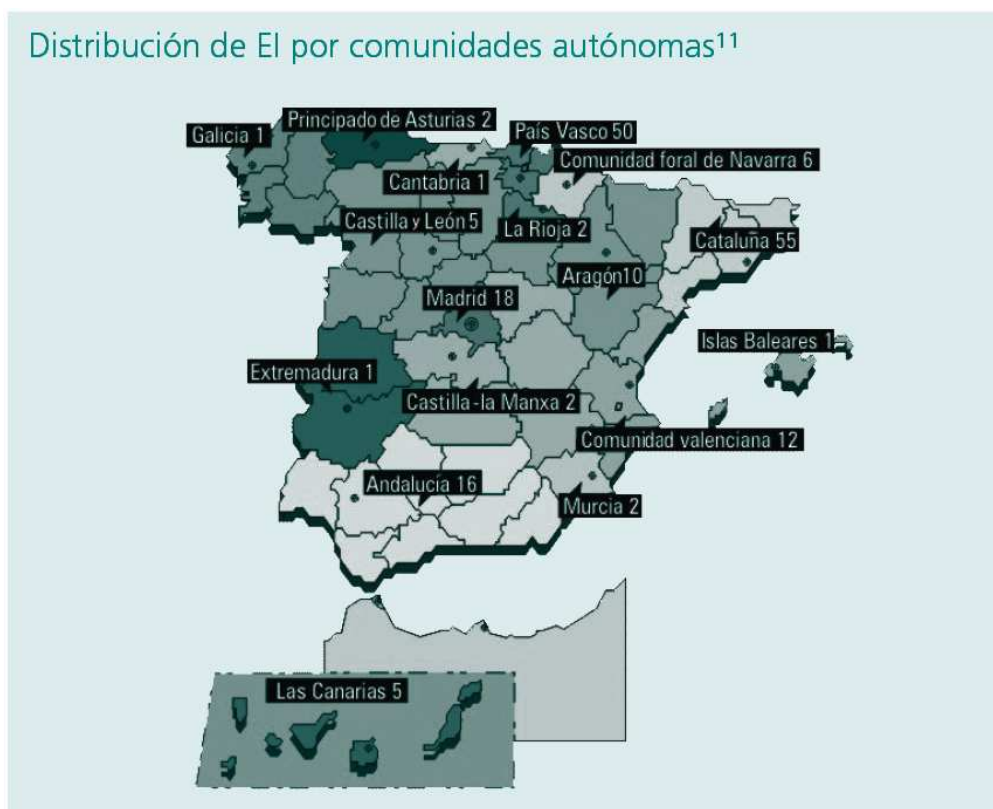 Distribución de EI por comunidades autónomas¹¹
Principado de Asturias 2
Galicia 1
País Vasco 50
Comunidad foral de Navarra 6
Cantabria 1
Castilla y León 5
La Rioja 2
Cataluña 55
Aragón10
Madrid 18
Islas Baleares 1
Extremadura 1
Castilla-la Manxa 2
Comunidad valenciana 12
Andalucía 16
Murcia 2
Las Canarias 5